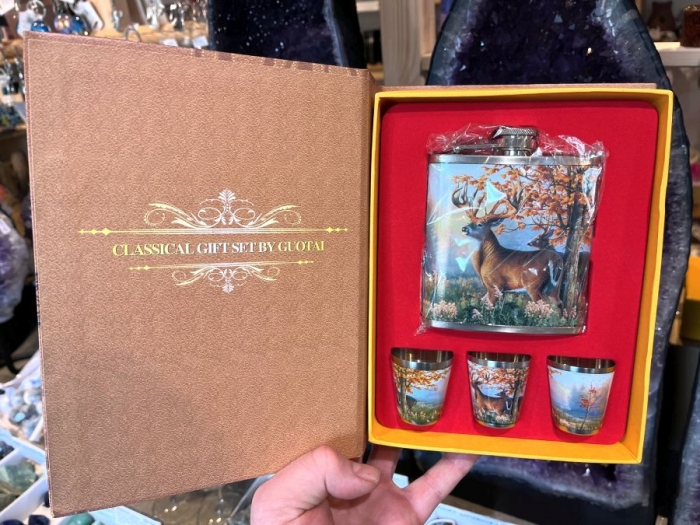 CLASSICAL GIFT SET BY GUOTAI